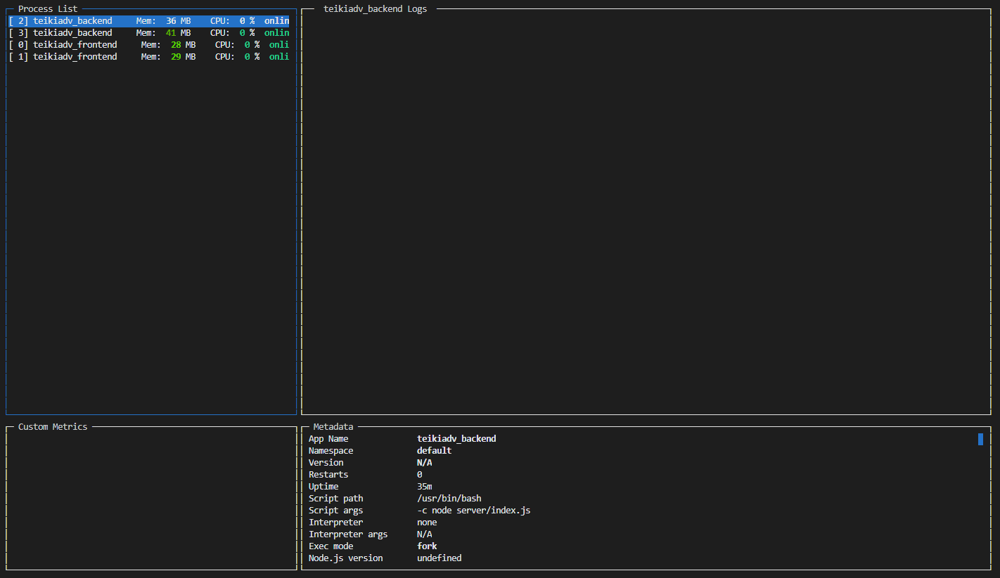 Process List
[ 2] teikiadv_backend Mem: 36 MB CPU: 0 % onlin
[ 3] teikiadv_backend Mem: 41 MB CPU: 0 % onlin
[ 0] teikiadv_frontend Mem: 28 MB CPU: 0 % onli
[ 1] teikiadv_frontend Mem: 29 MB CPU: 0 % onli
teikiadv_backend Logs
Custom Metrics
Metadata
App Name teikiadv_backend
Namespace default
Version N/A
Restarts 0
Uptime 35m
Script path /usr/bin/bash
Script args -c node server/index.js
Interpreter none
Interpreter args N/A
Exec mode fork
Node.js version undefined